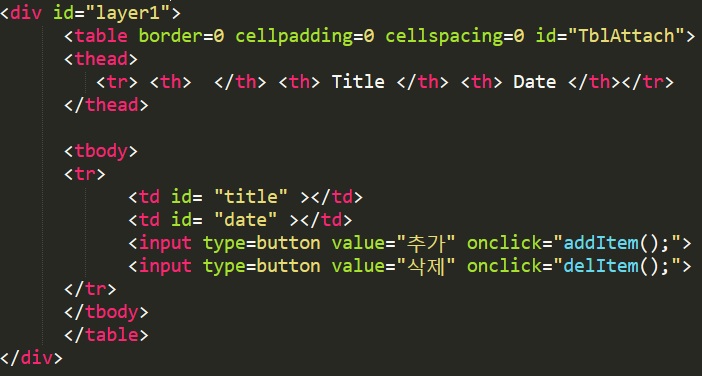 <div id="layer1">
<table border=0 cellpadding=0 cellspacing=0 id="TblAttach">
<thead>
<tr> <th>  </th> <th> Title </th> <th> Date </th></tr>
</thead>
<tbody>
<tr>
<td id= "title" ></td>
<td id= "date" ></td>
<input type=button value="추가" onclick="addItem();">
<input type=button value="삭제" onclick="delItem();">
</tr>
</tbody>
</table>
</div>